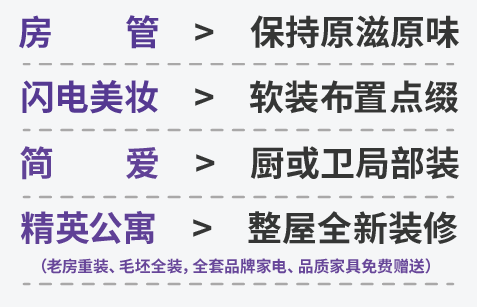 房 管 > 保持原滋原味
闪电美妆 > 软装布置点缀
简 爱 > 厨或卫局部装
精英公寓 > 整屋全新装修
（老房重装、毛坯全装，全套品牌家电、品质家具免费赠送）